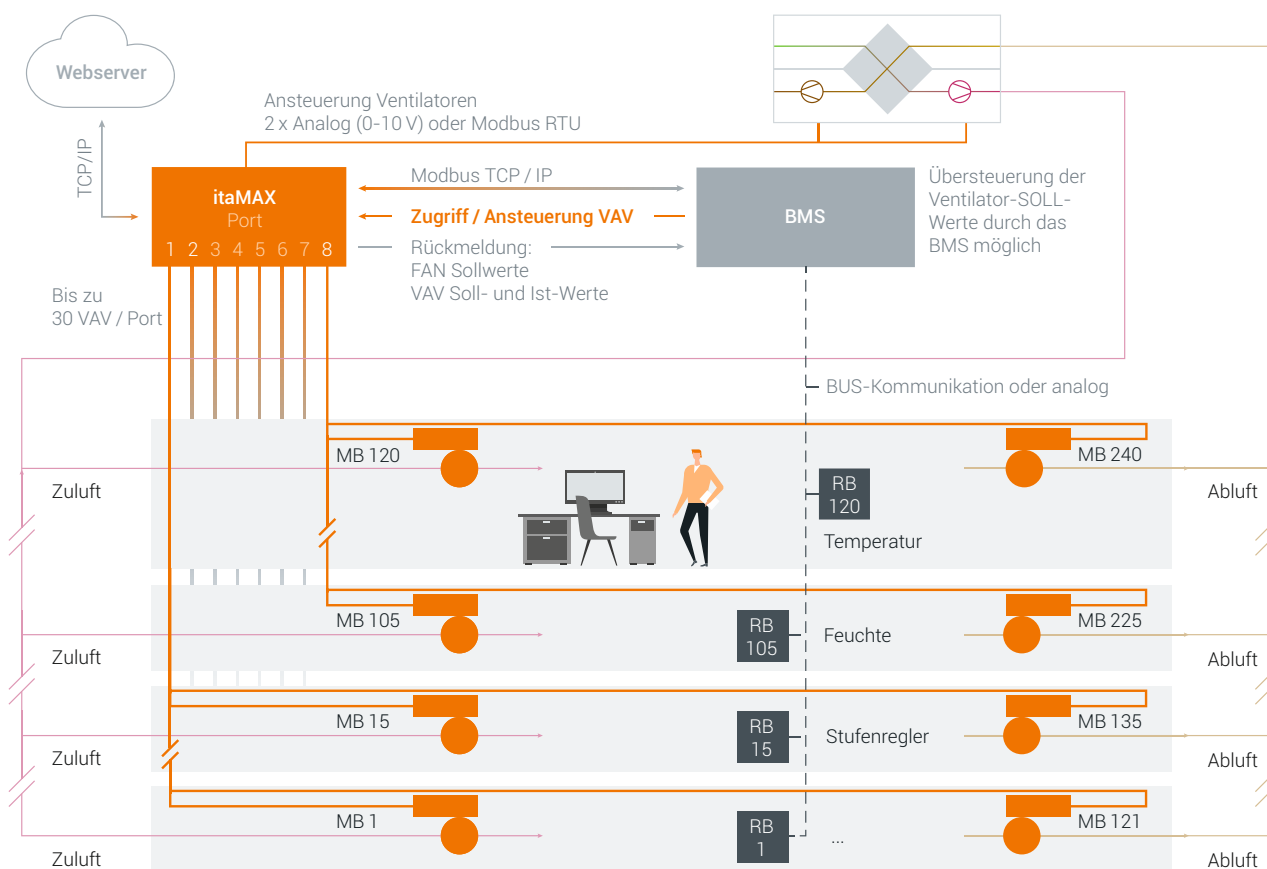 Webserver
TCP/IP
Ansteuerung Ventilatoren
2 x Analog (0-10 V) oder Modbus RTU
itaMAX
Port
1 2 3 4 5 6 7 8
Modbus TCP / IP
Zugriff / Ansteuerung VAV
Rückmeldung:
FAN Sollwerte
VAV Soll- und Ist-Werte
BMS
Übersteuerung der
Ventilator-SOLL-
Werte durch das
BMS möglich
Bis zu
30 VAV / Port
BUS-Kommunikation oder analog
MB 120
MB 240
Zuluft
RB
120
Abluft
Temperatur
MB 105
MB 225
Zuluft
RB
105
Feuchte
Abluft
MB 15
MB 135
Zuluft
RB
15
Stufenregler
Abluft
MB 1
MB 121
Zuluft
RB
1
...
Abluft